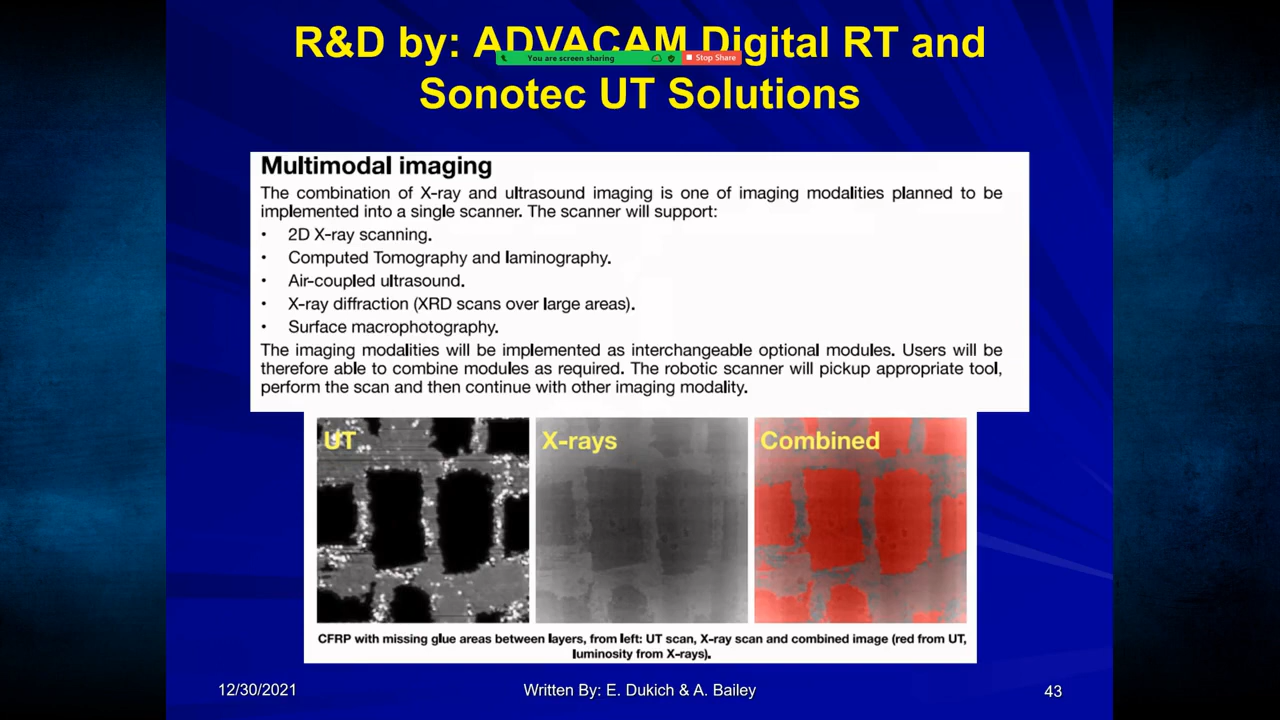 R&D by: ADVACAM Digital RT and
You are screen sharing
Stop Share
Sonotec UT Solutions
Multimodal imaging
The combination of X-ray and ultrasound imaging is one of imaging modalities planned to be
implemented into a single scanner. The scanner will support:
• 2D X-ray scanning.
• Computed Tomography and laminography.
• Air-coupled ultrasound.
• X-ray diffraction (XRD scans over large areas).
• Surface macrophotography.
The imaging modalities will be implemented as interchangeable optional modules. Users will be
therefore able to combine modules as required. The robotic scanner will pickup appropriate tool,
perform the scan and then continue with other imaging modality.
UT
X-rays
Combined
CFRP with missing glue areas between layers, from left: UT scan, X-ray scan and combined image (red from UT,
luminosity from X-rays).
12/30/2021
Written By: E. Dukich & A. Bailey
43